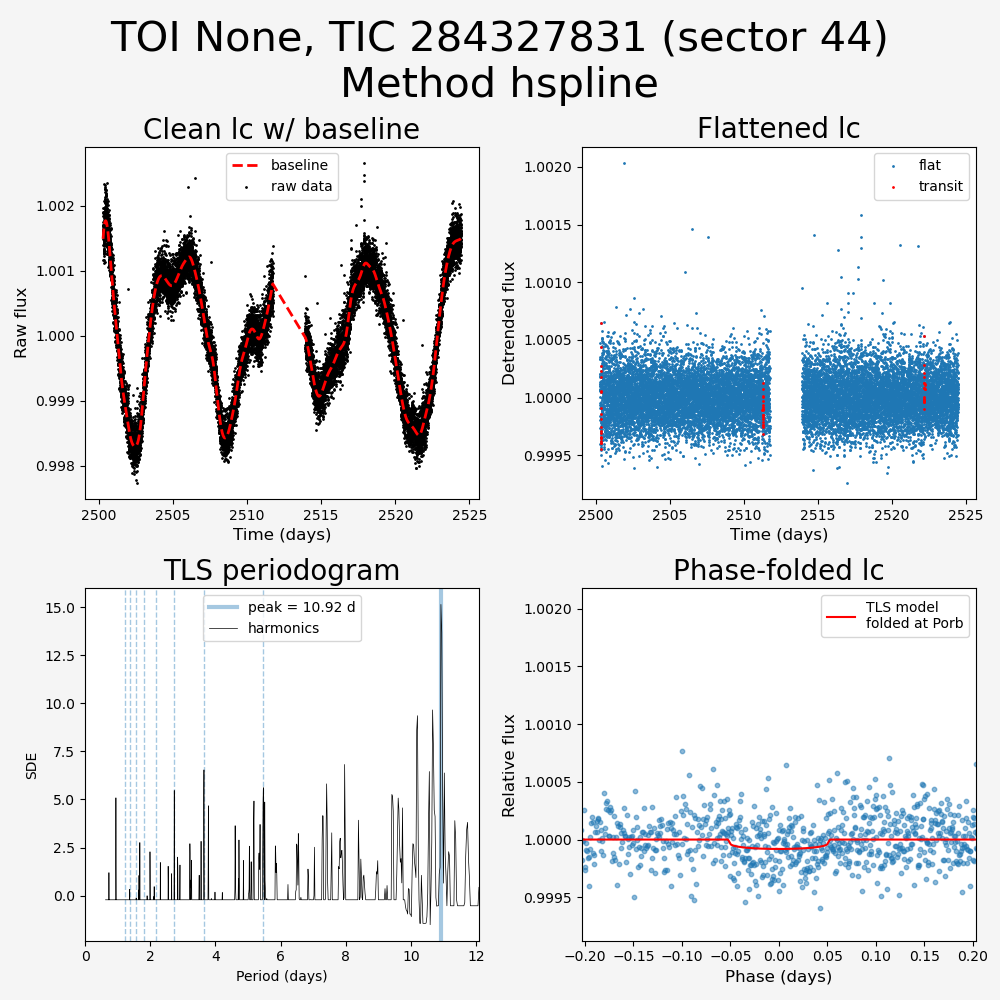 TOI None, TIC 284327831 (sector 44)
Method hspline
Clean lc w/ baseline
baseline
raw data
Raw flux
1.002
1.001
1.000
0.999
0.998
2500
2505
2510
2515
2520
2525
Time (days)
Flattened lc
flat
transit
Detrended flux
1.0020
1.0015
1.0010
1.0005
1.0000
0.9995
2500
2505
2510
2515
2520
2525
Time (days)
TLS periodogram
peak = 10.92 d
harmonics
SDE
15.0
12.5
10.0
7.5
5.0
2.5
0.0
0
2
4
6
8
10
12
Period (days)
Phase-folded lc
TLS model
folded at Porb
Relative flux
1.0020
1.0015
1.0010
1.0005
1.0000
0.9995
−0.20
−0.15
−0.10
−0.05
0.00
0.05
0.10
0.15
0.20
Phase (days)